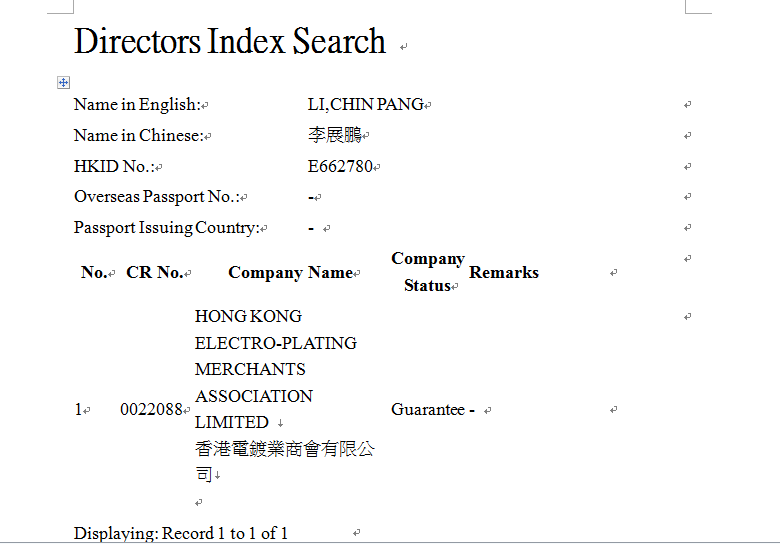 Directors Index Search
Name in English: LI,CHIN PANG
Name in Chinese: 李展鵬
HKID No.: E662780
Overseas Passport No.: -
Passport Issuing Country: -
No. CR No. Company Name Company Status Remarks
HONG KONG
ELECTRO-PLATING
MERCHANTS
ASSOCIATION
1 0022088 LIMITED Guarantee -
香港電鍍業商會有限公
司
Displaying: Record 1 to 1 of 1